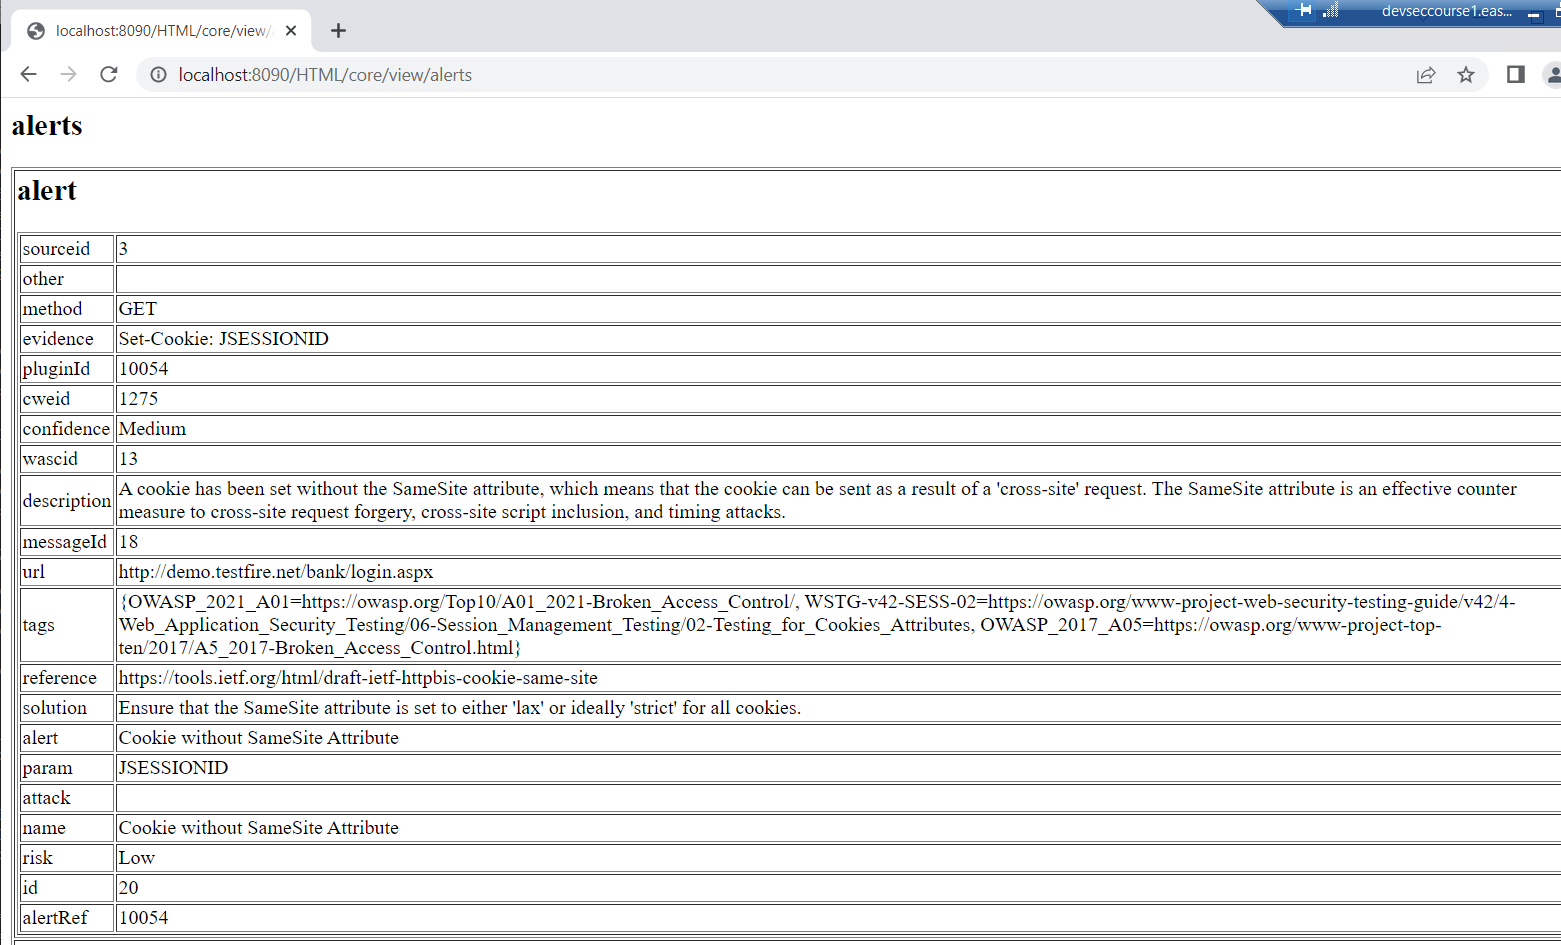 localhost:8090/HTML/core/view/
devseccourse1.eas...
localhost:8090/HTML/core/view/alerts
alerts
alert
sourceid 3
other
method GET
evidence Set-Cookie: JSESSIONID
pluginId 10054
cweid 1275
confidence Medium
wascid 13
description A cookie has been set without the SameSite attribute, which means that the cookie can be sent as a result of a 'cross-site' request. The SameSite attribute is an effective counter
measure to cross-site request forgery, cross-site script inclusion, and timing attacks.
messageId 18
url http://demo.testfire.net/bank/login.aspx
tags {OWASP_2021_A01=https://owasp.org/Top10/A01_2021-Broken_Access_Control/, WSTG-v42-SESS-02=https://owasp.org/www-project-web-security-testing-guide/v42/4-
Web_Application_Security_Testing/06-Session_Management_Testing/02-Testing_for_Cookies_Attributes, OWASP_2017_A05=https://owasp.org/www-project-top-
ten/2017/A5_2017-Broken_Access_Control.html}
reference https://tools.ietf.org/html/draft-ietf-httpbis-cookie-same-site
solution Ensure that the SameSite attribute is set to either 'lax' or ideally 'strict' for all cookies.
alert Cookie without SameSite Attribute
param JSESSIONID
attack
name Cookie without SameSite Attribute
risk Low
id 20
alertRef 10054